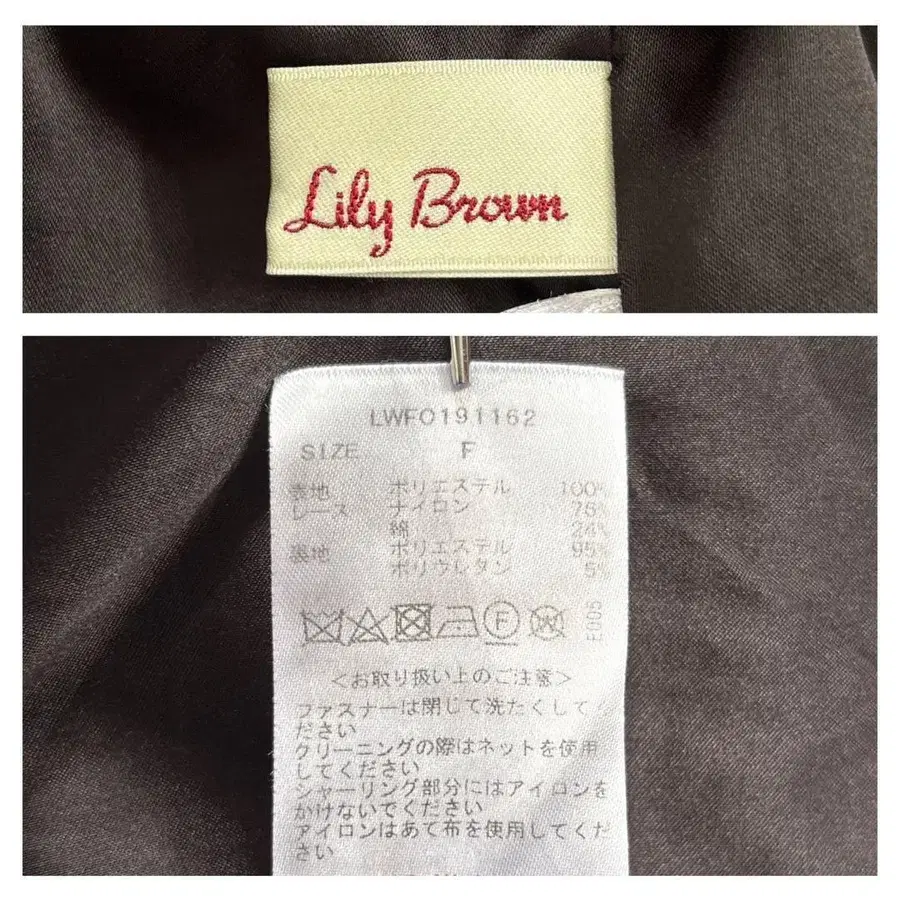 Lily Brown
LWFO191162
SIZE F
表地 ポリエステル 100%
レース ナイロン 76%
綿 24%
裏地 ポリエステル 95%
ポリウレタン 5%
F
E005
<お取り扱い上のご注意>
ファスナーは閉じて洗たくして
ださい
クリーニングの際はネットを使用
してください
シャーリング部分にはアイロンを
かけないでください
アイロンはあて布を使用してくだ
さい